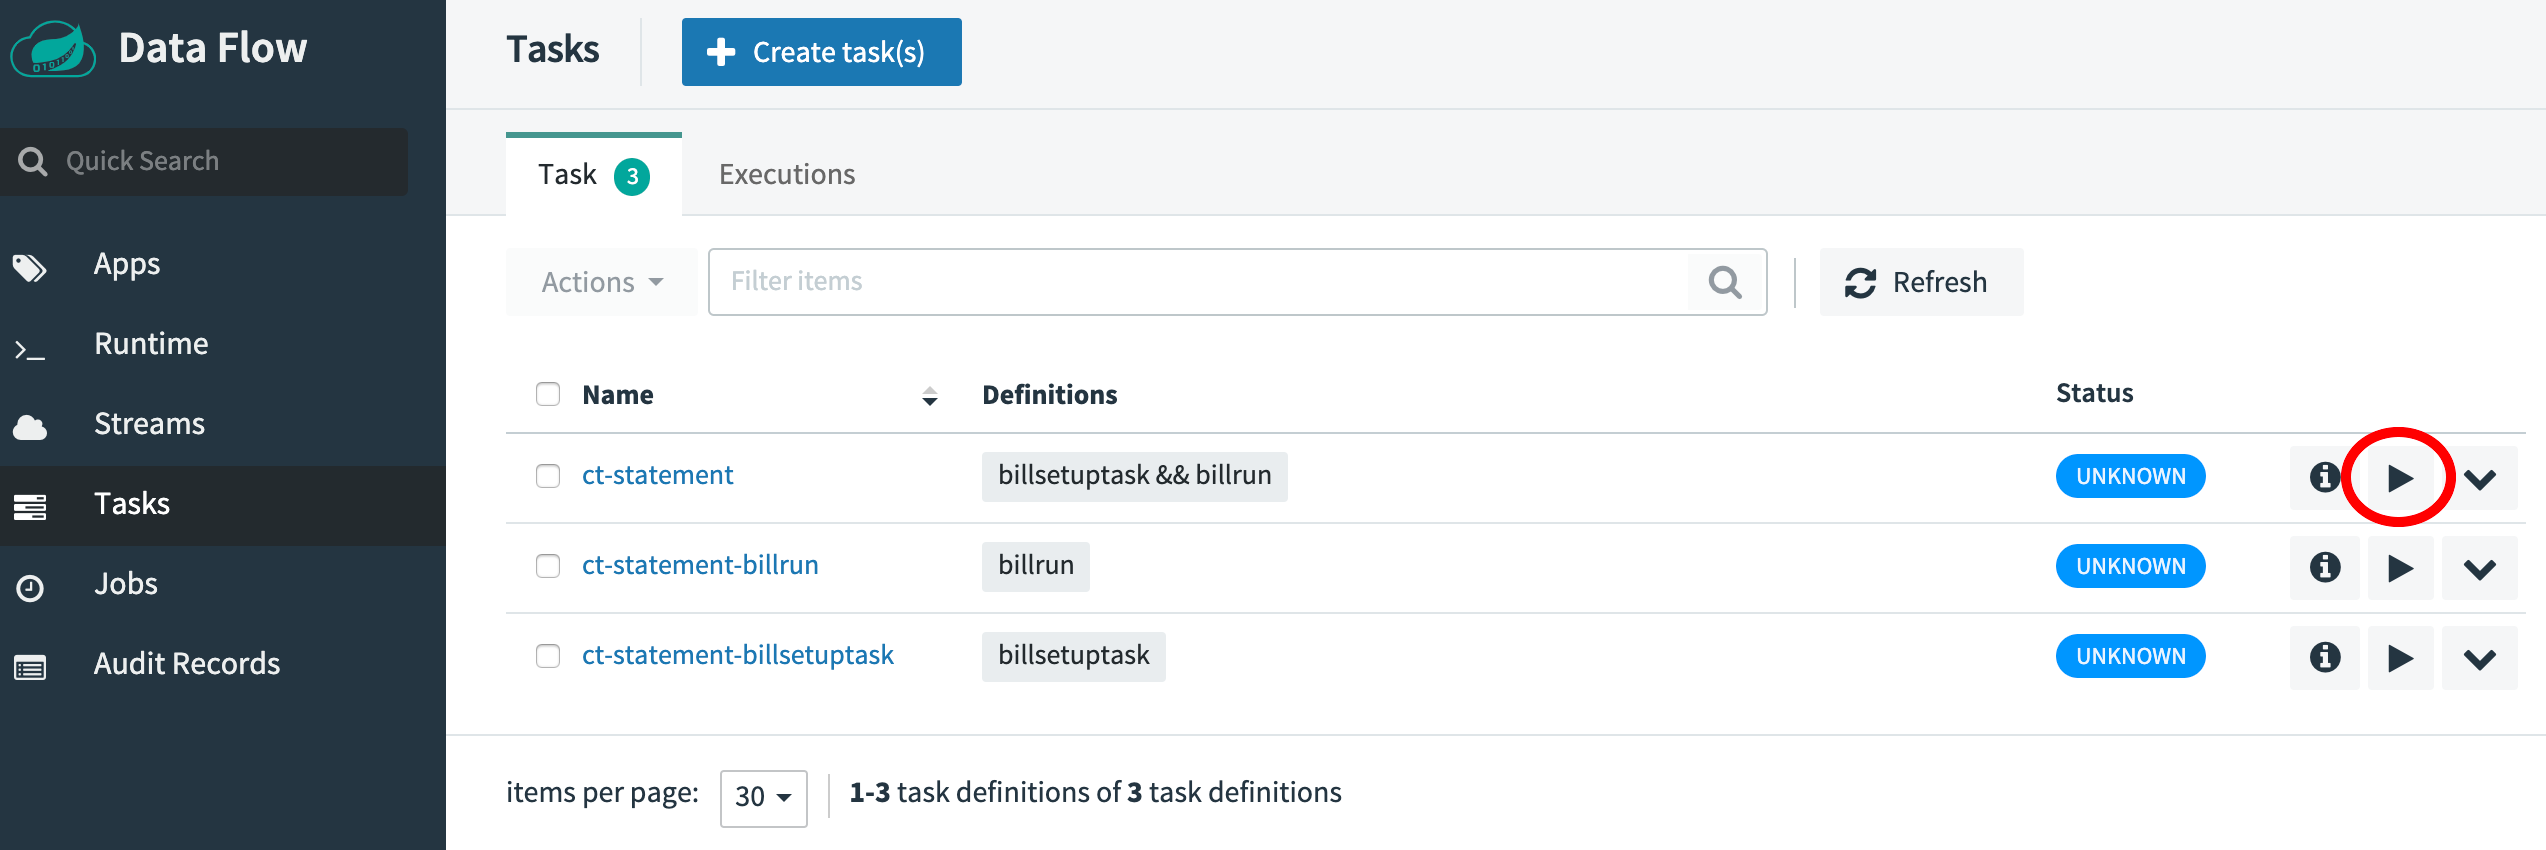 Data Flow
Quick Search
Apps
Runtime
Streams
Tasks
Jobs
Audit Records
Tasks
Create task(s)
Task 3
Executions
Actions
Filter items
Refresh
Name Definitions Status
ct-statement billsetuptask && billrun UNKNOWN
ct-statement-billrun billrun UNKNOWN
ct-statement-billsetuptask billsetuptask UNKNOWN
items per page: 30 1-3 task definitions of 3 task definitions